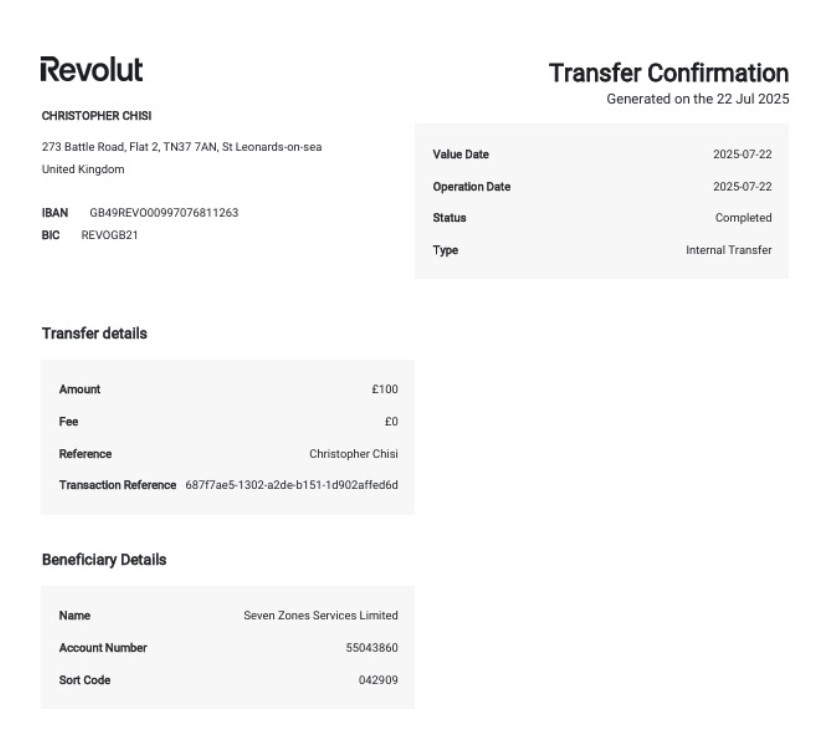 Revolut
Transfer Confirmation
Generated on the 22 Jul 2025
CHRISTOPHER CHISI
273 Battle Road, Flat 2, TN37 7AN, St Leonards-on-sea
United Kingdom
IBAN GB49REVO00997076811263
BIC REVOGB21
Value Date 2025-07-22
Operation Date 2025-07-22
Status Completed
Type Internal Transfer
Transfer details
Amount £100
Fee £0
Reference Christopher Chisi
Transaction Reference 687f7ae5-1302-a2de-b151-1d902affed6d
Beneficiary Details
Name Seven Zones Services Limited
Account Number 55043860
Sort Code 042909